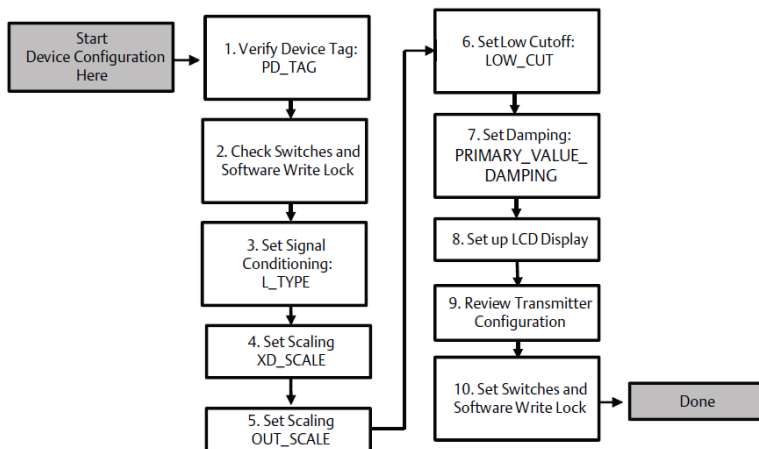 Start
Device Configuration
Here
1. Verify Device Tag:
PD_TAG
2. Check Switches and
Software Write Lock
3. Set Signal
Conditioning:
L_TYPE
4. Set Scaling
XD_SCALE
5. Set Scaling
OUT_SCALE
6. Set Low Cutoff:
LOW_CUT
7. Set Damping:
PRIMARY_VALUE_
DAMPING
8. Set up LCD Display
9. Review Transmitter
Configuration
10. Set Switches and
Software Write Lock
Done